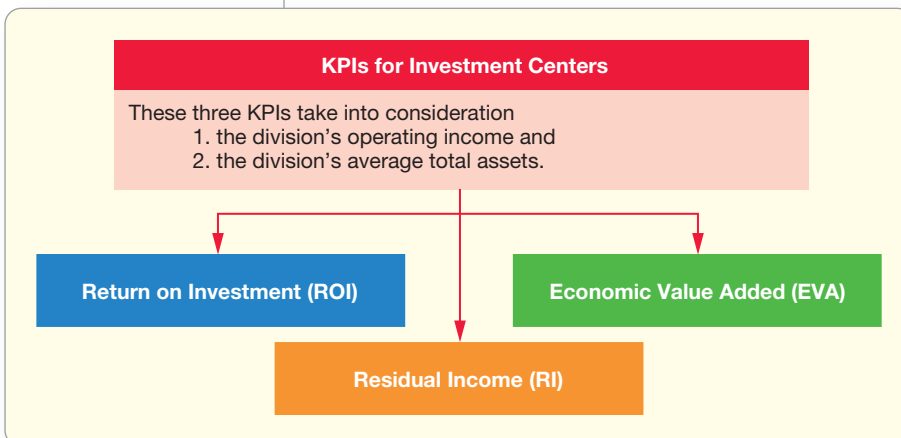 KPIs for Investment Centers
These three KPIs take into consideration
1. the division's operating income and
2. the division's average total assets.
Return on Investment (ROI)
Economic Value Added (EVA)
Residual Income (RI)